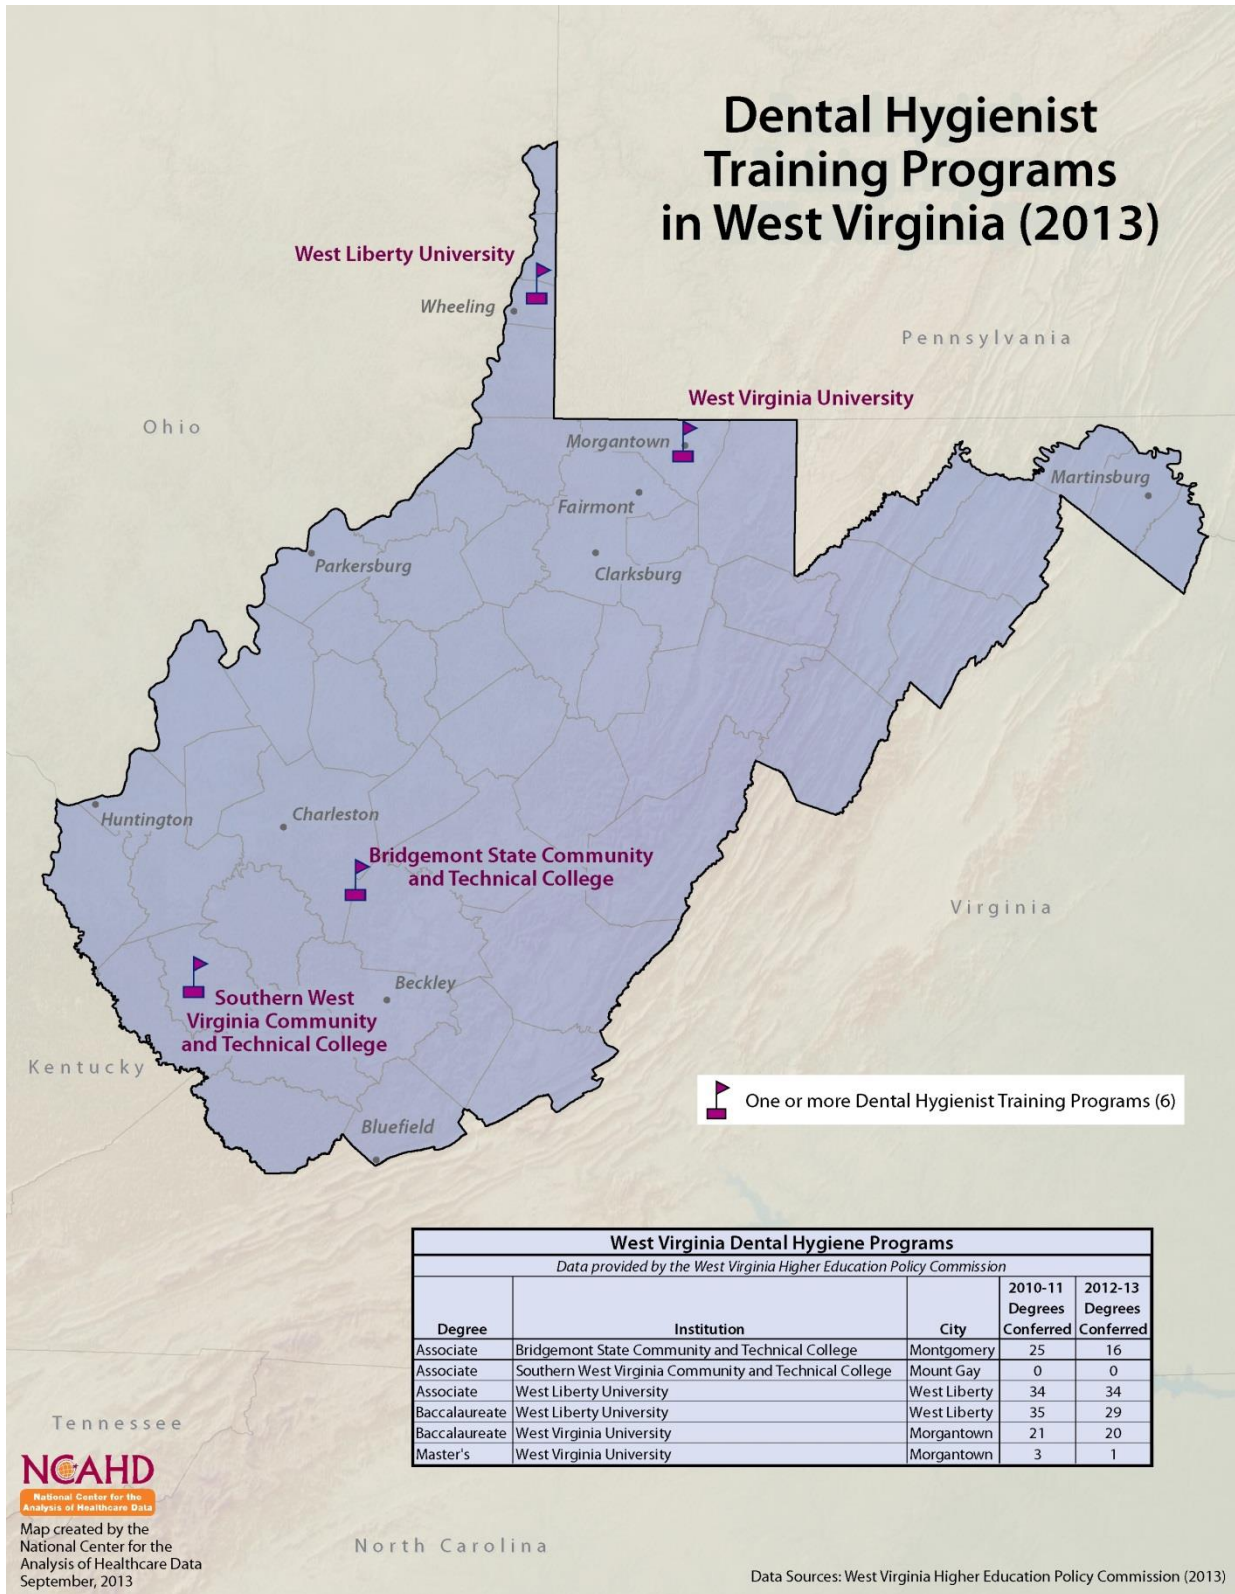 Dental Hygienist
Training Programs
in West Virginia (2013)
West Liberty University
Wheeling
Pennsylvania
West Virginia University
Ohio
Morgantown
Martinsburg
Fairmont
Parkersburg
Clarksburg
Huntington
Charleston
Bridgemont State Community
and Technical College
Virginia
Beckley
Southern West
Virginia Community
and Technical College
Kentucky
One or more Dental Hygienist Training Programs (6)
Bluefield
West Virginia Dental Hygiene Programs
Data provided by the West Virginia Higher Education Policy Commission
Degree Institution City 2010-11 Degrees Conferred 2012-13 Degrees Conferred
Associate Bridgemont State Community and Technical College Montgomery 25 16
Associate Southern West Virginia Community and Technical College Mount Gay 0 0
Associate West Liberty University West Liberty 34 34
Baccalaureate West Liberty University West Liberty 35 29
Baccalaureate West Virginia University Morgantown 21 20
Master's West Virginia University Morgantown 3 1
Tennessee
NCAHD
National Center for the
Analysis of Healthcare Data
Map created by the
National Center for the
Analysis of Healthcare Data
September, 2013
North Carolina
Data Sources: West Virginia Higher Education Policy Commission (2013)